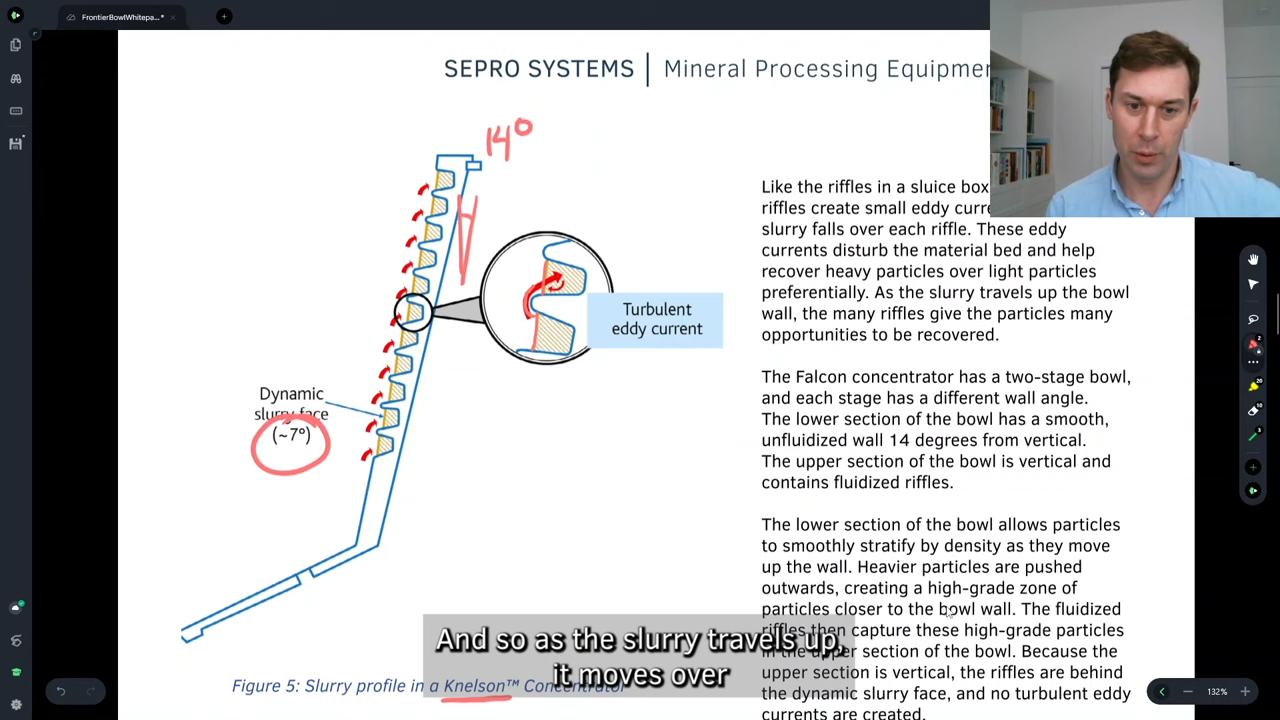 FrontierBowlWhitepa...*
SEPRO SYSTEMS | Mineral Processing
14°
Like the riffles in a sluice box
riffles create small eddy
slurry falls over each riffle. These eddy
currents disturb the material bed and help
recover heavy particles over light particles
preferentially. As the slurry travels up the bowl
wall, the many riffles give the particles many
opportunities to be recovered.
Turbulent
eddy current
Dynamic
slurry face
(~7°)
The Falcon concentrator has a two-stage bowl,
and each stage has a different wall angle.
The lower section of the bowl has a smooth,
unfluidized wall 14 degrees from vertical.
The upper section of the bowl is vertical and
contains fluidized riffles.
The lower section of the bowl allows particles
to smoothly stratify by density as they move
up the wall. Heavier particles are pushed
outwards, creating a high-grade zone of
particles closer to the bowl wall. The fluidized
riffles then capture these high-grade particles
in the upper section of the bowl. Because the
upper section is vertical, the riffles are behind
the dynamic slurry face, and no turbulent eddy
currents are created.
And so as the slurry travels up,
it moves over
Figure 5: Slurry profile in a Knelson™ Concentrator
132%